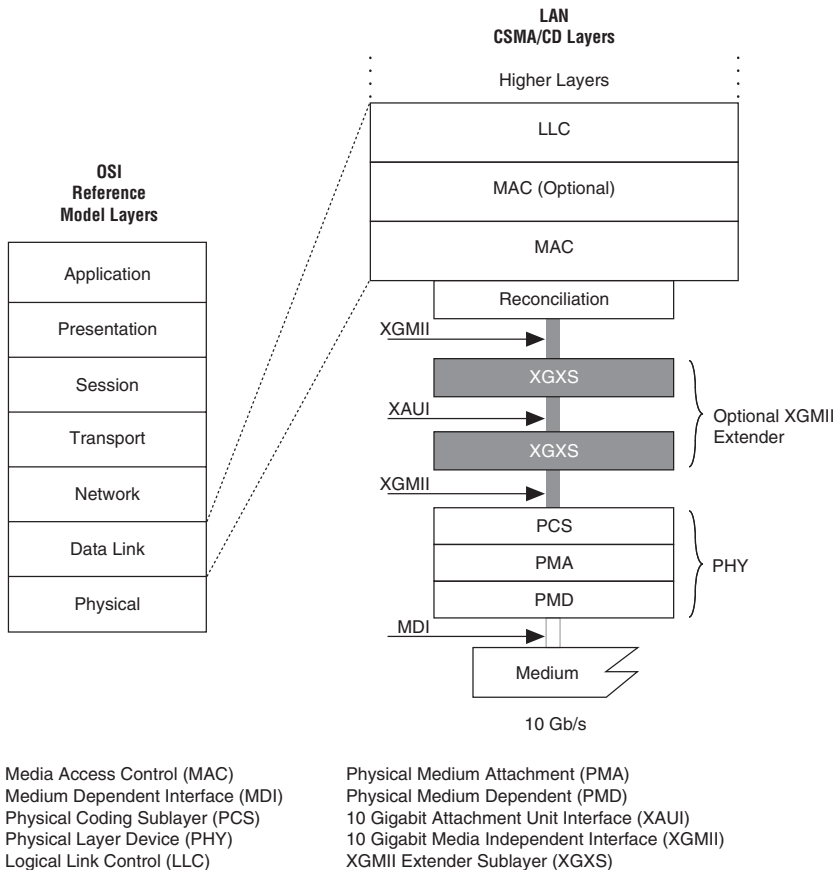 LAN
CSMA/CD Layers
Higher Layers
LLC
MAC (Optional)
MAC
OSI
Reference
Model Layers
Application
Presentation
Session
Transport
Network
Data Link
Physical
Reconciliation
XGMII
XGXS
XAUI
XGXS
Optional XGMII
Extender
XGMII
PCS
PMA
PMD
PHY
MDI
Medium
10 Gb/s
Media Access Control (MAC)
Medium Dependent Interface (MDI)
Physical Coding Sublayer (PCS)
Physical Layer Device (PHY)
Logical Link Control (LLC)
Physical Medium Attachment (PMA)
Physical Medium Dependent (PMD)
10 Gigabit Attachment Unit Interface (XAUI)
10 Gigabit Media Independent Interface (XGMII)
XGMII Extender Sublayer (XGXS)